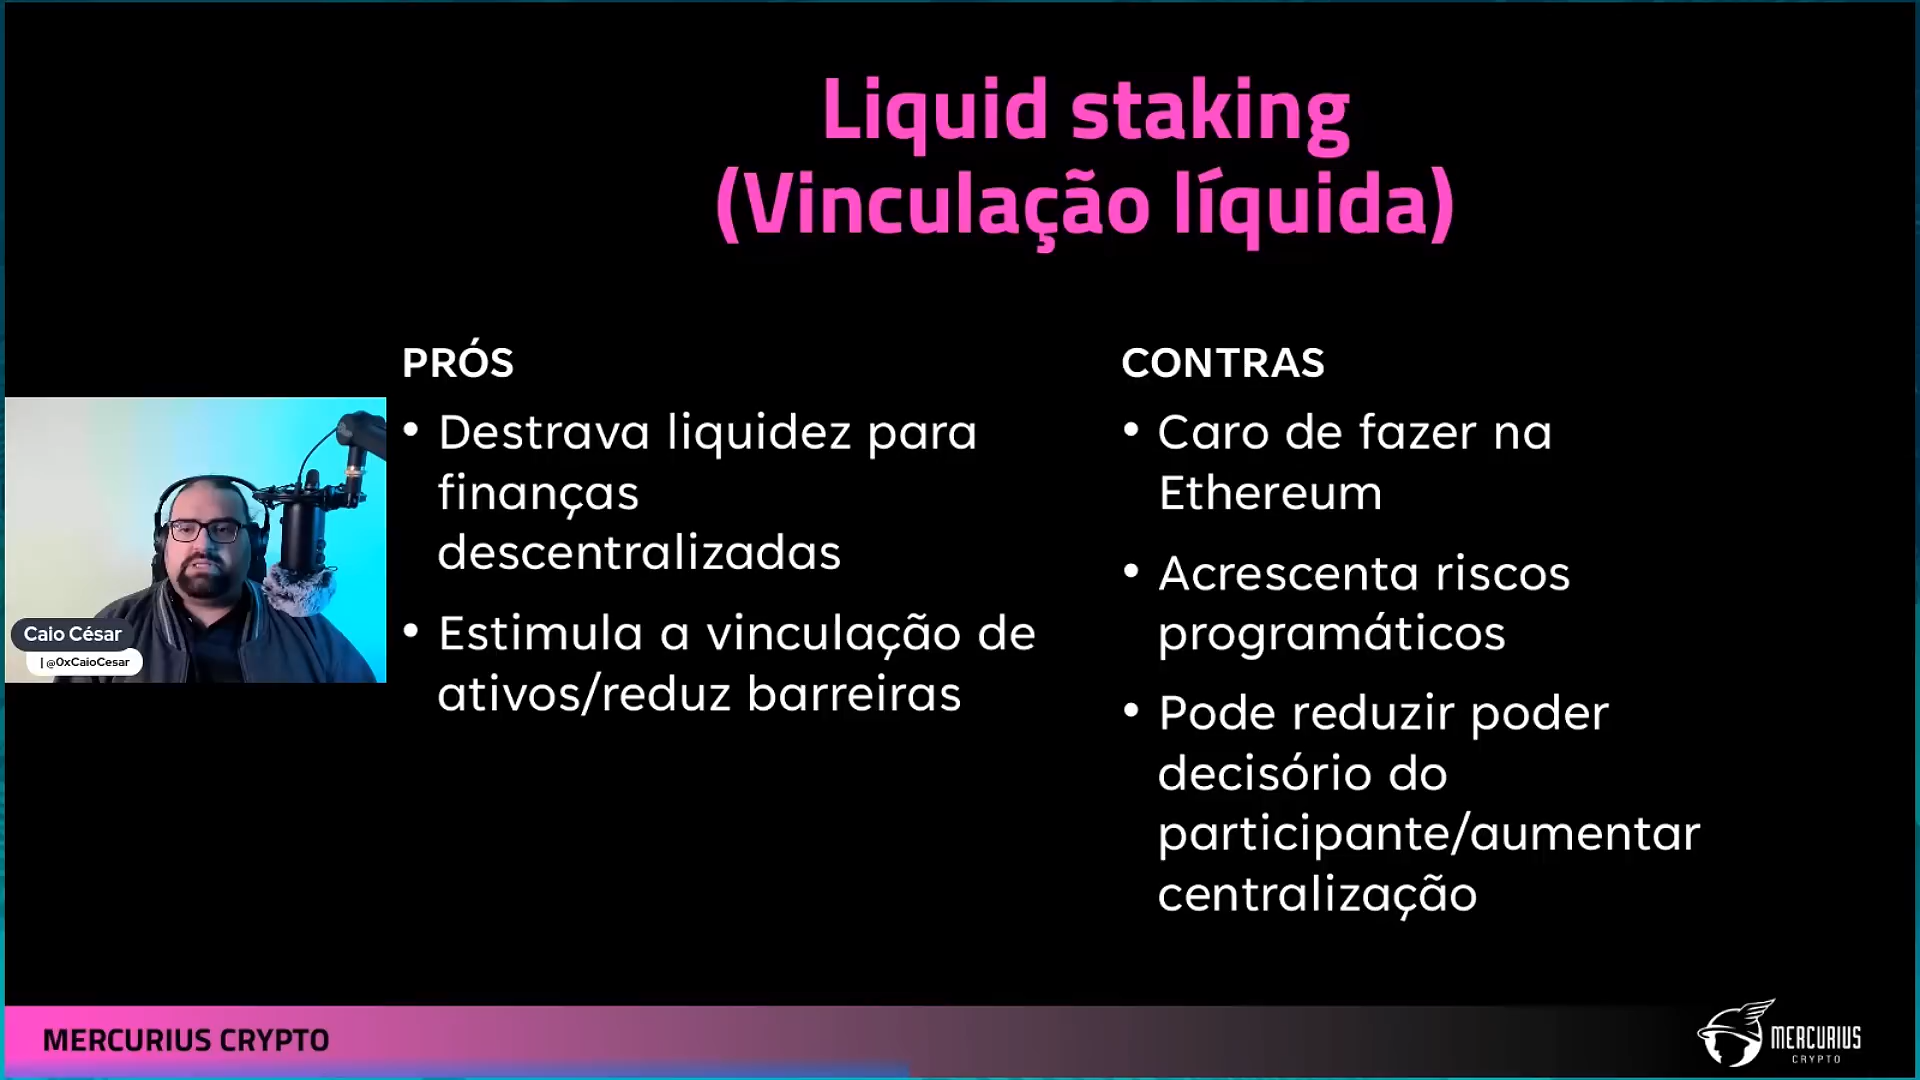 Liquid staking
(Vinculação líquida)
PRÓS
• Destrava liquidez para
finanças
descentralizadas
• Estimula a vinculação de
ativos/reduz barreiras
CONTRAS
• Caro de fazer na
Ethereum
• Acrescenta riscos
programáticos
• Pode reduzir poder
decisório do
participante/aumentar
centralização
Caio César
| @0xCaioCesar
MERCURIUS CRYPTO
MERCURIUS
CRYPTO